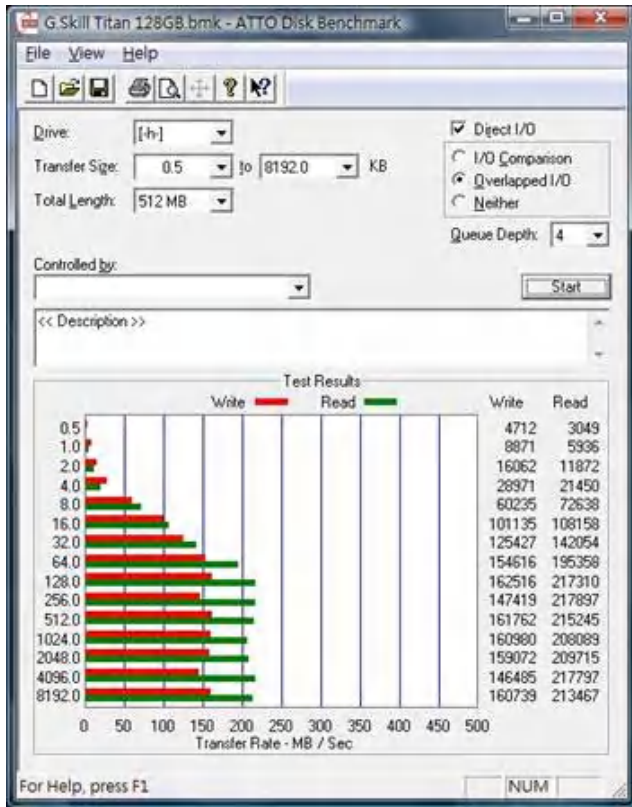 G.Skill Titan 128GB.bmk - ATTO Disk Benchmark
File View Help
Drive: [-h-] Direct I/O
Transfer Size: 0.5 to 8192.0 KB I/O Comparison
Overlapped I/O
Total Length: 512 MB Neither
Queue Depth: 4
Controlled by:
Start
<< Description >>
Test Results
Write Read Write Read
0.5 4712 3049
1.0 8871 5936
2.0 16062 11872
4.0 28971 21450
8.0 60235 72638
16.0 101135 108158
32.0 125427 142054
64.0 154616 195358
128.0 162516 217310
256.0 147419 217897
512.0 161762 215245
1024.0 160980 208089
2048.0 159072 209715
4096.0 146485 217797
8192.0 160739 213467
0 50 100 150 200 250 300 350 400 450 500
Transfer Rate - MB / Sec
For Help, press F1 NUM